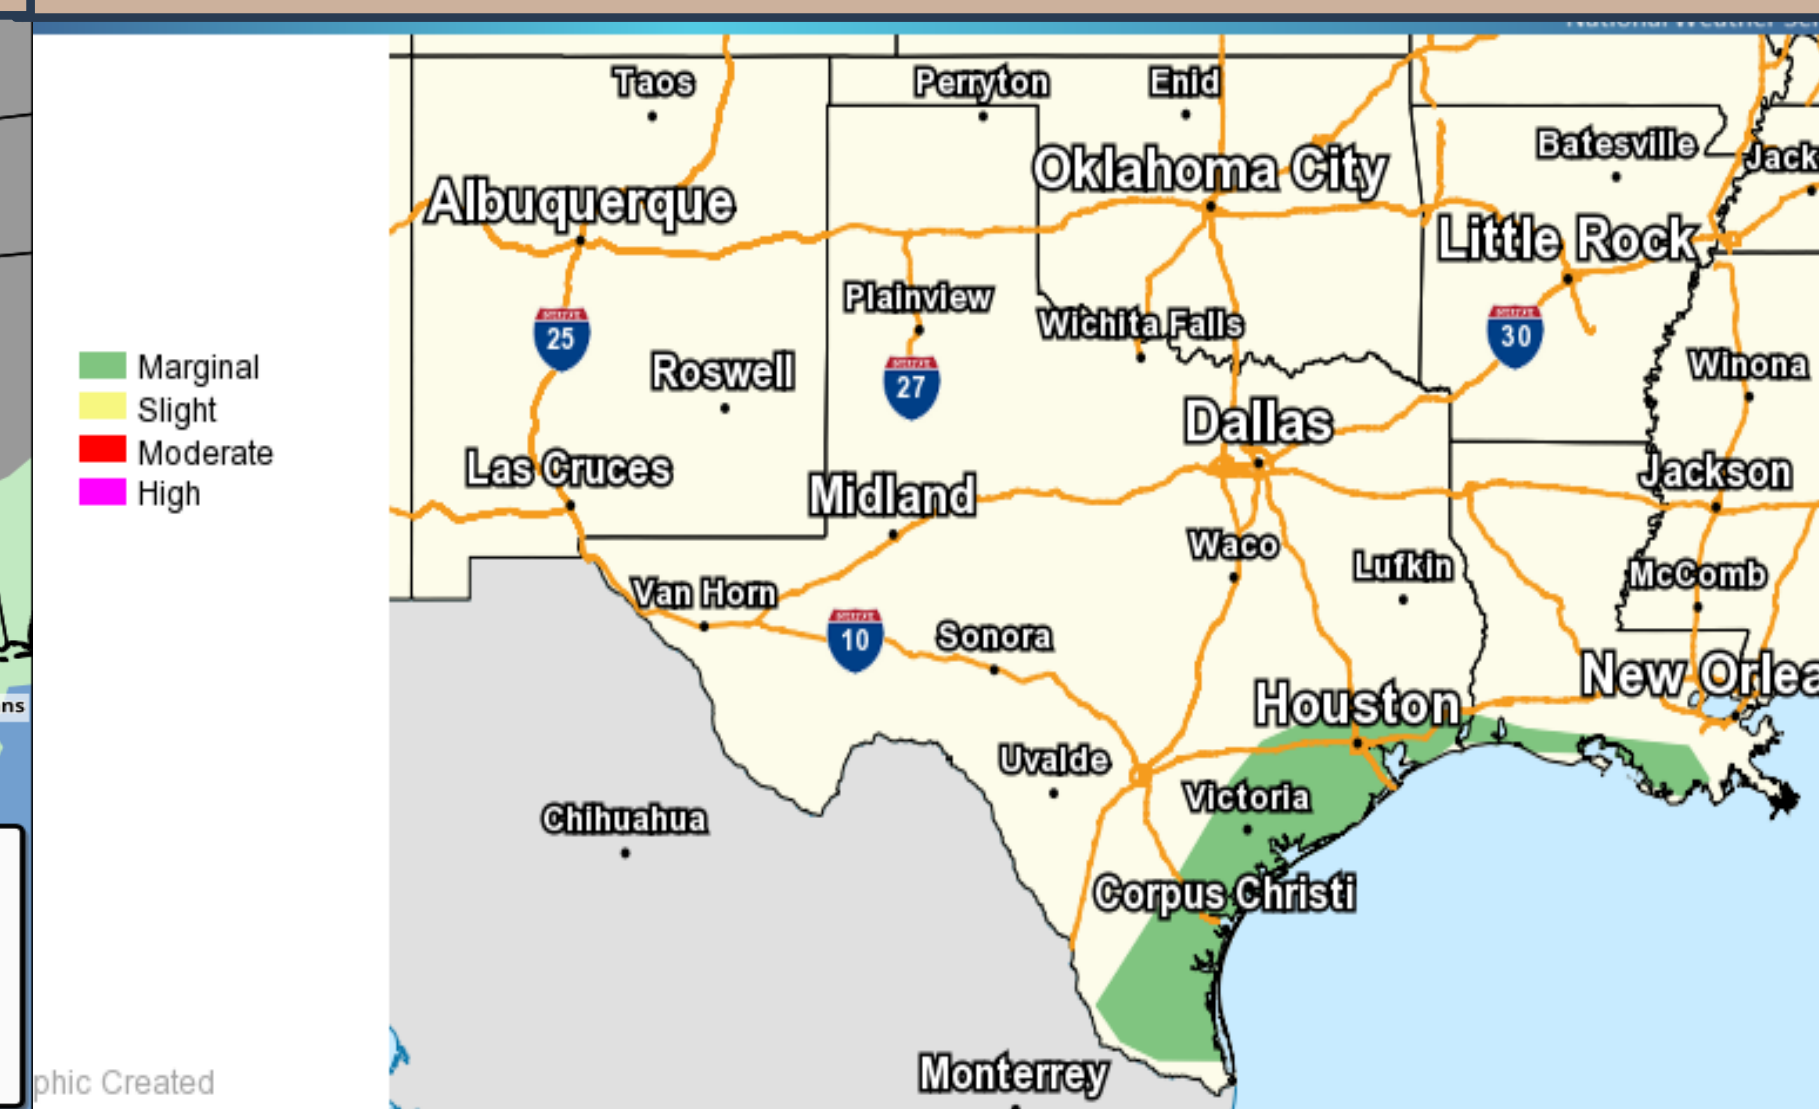 Taos
Perryton
Enid
Batesville
Jack
Oklahoma City
Albuquerque
Little Rock
Plainview
Wichita Falls
25
30
Winona
Roswell
27
Marginal
Slight
Moderate
High
Dallas
Las Cruces
Jackson
Midland
Waco
Lufkin
McComb
Van Horn
10
Sonora
New Orlea
Houston
ns
Uvalde
Victoria
Chihuahua
Corpus Christi
Monterrey
phic Created